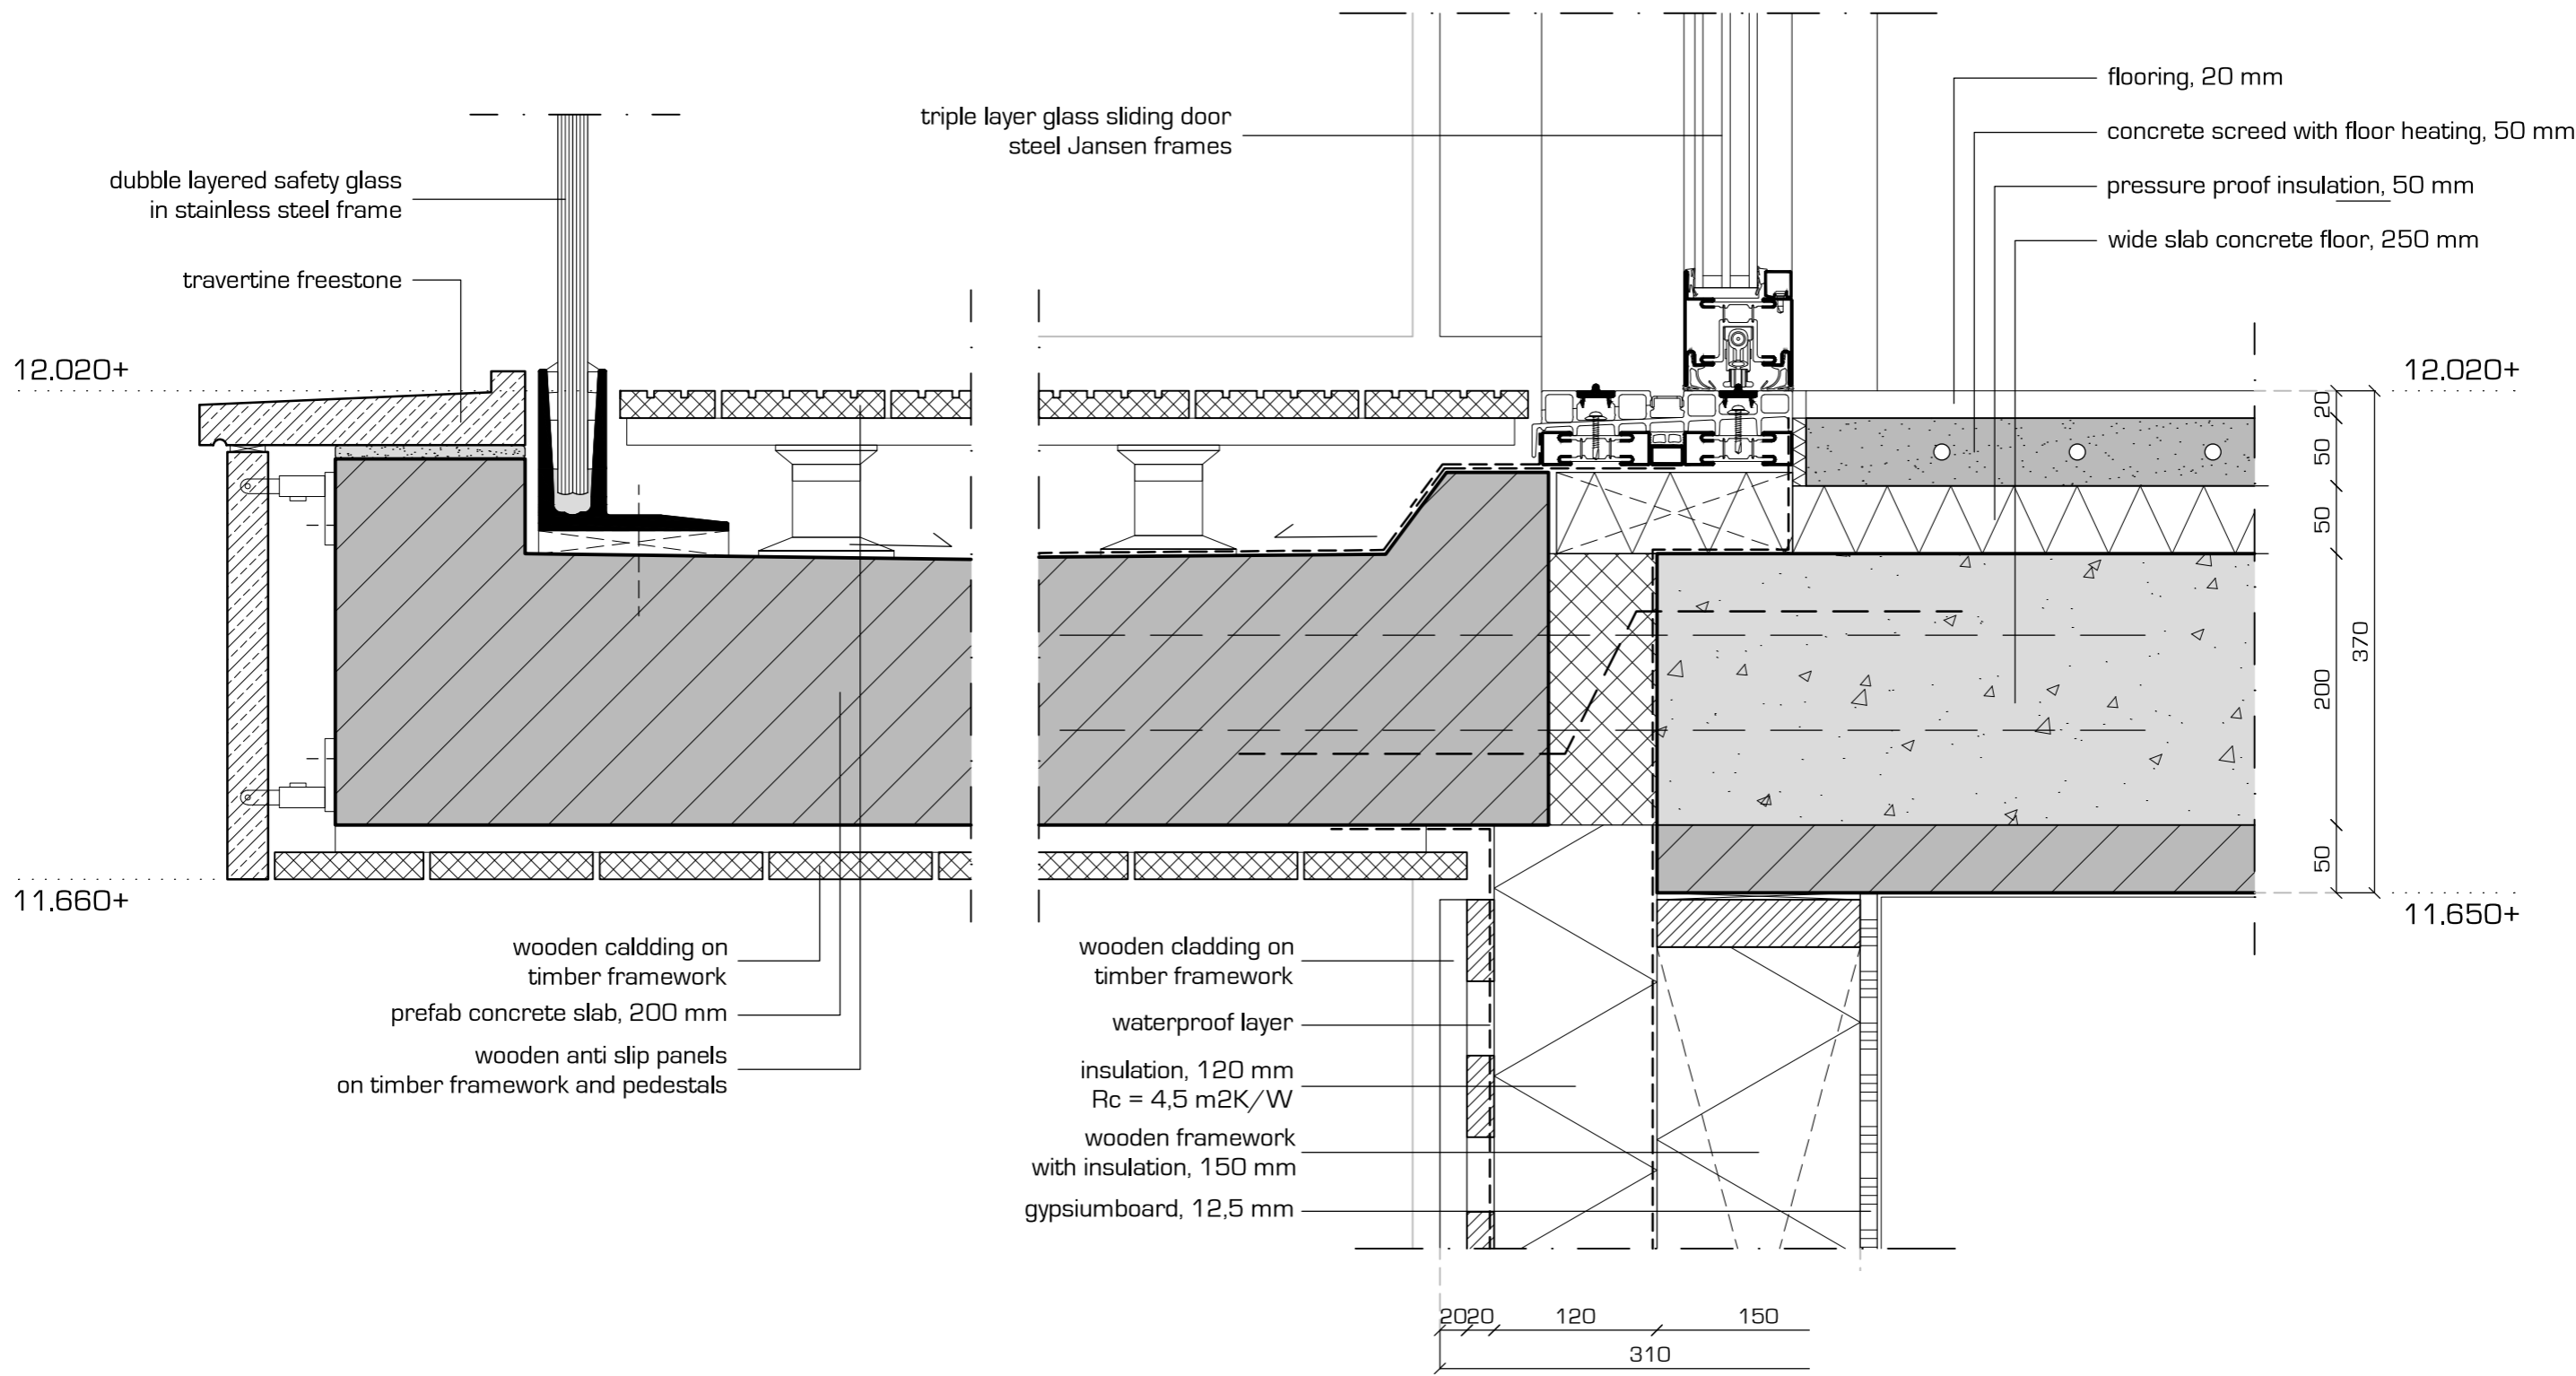 flooring, 20 mm
concrete screed with floor heating, 50 mm
pressure proof insulation, 50 mm
wide slab concrete floor, 250 mm
triple layer glass sliding door
steel Jansen frames
dubble layered safety glass
in stainless steel frame
travertine freestone
12.020+
12.020+
20
50
50
370
200
50
11.660+
11.650+
wooden caldding on
timber framework
prefab concrete slab, 200 mm
wooden anti slip panels
on timber framework and pedestals
wooden cladding on
timber framework
waterproof layer
insulation, 120 mm
Rc = 4,5 m2K/W
wooden framework
with insulation, 150 mm
gypsiumboard, 12,5 mm
20 20 120 150
310